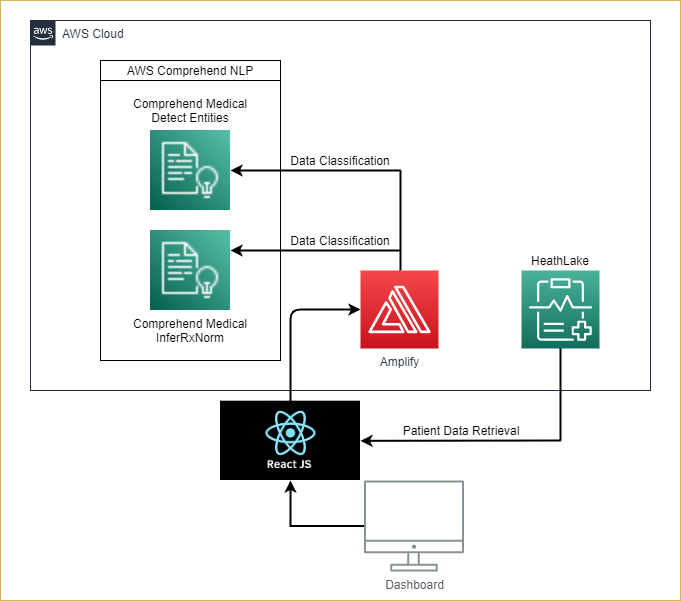 aws
AWS Cloud
AWS Comprehend NLP
Comprehend Medical
Detect Entities
Data Classification
Data Classification
Comprehend Medical
InferRxNorm
Amplify
HeathLake
Patient Data Retrieval
React JS
Dashboard